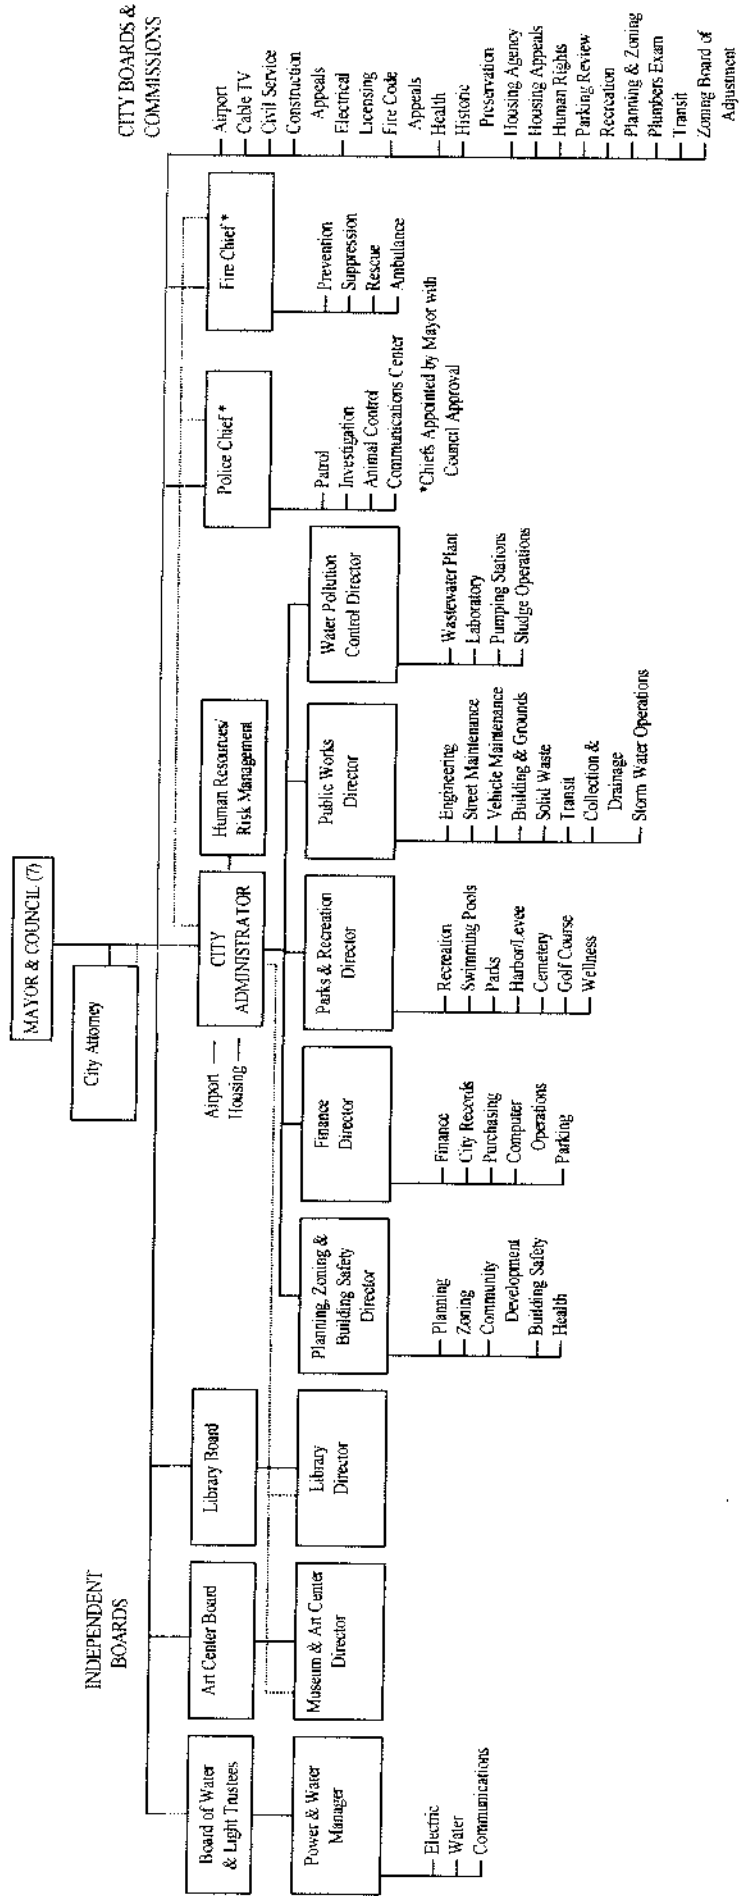 MAYOR & COUNCIL (7)
City Attorney
INDEPENDENT
BOARDS
CITY BOARDS &
COMMISSIONS
Board of Water
& Light Trustees
Art Center Board
Library Board
Airport
Housing
CITY
ADMINISTRATOR
Human Resources/
Risk Management
Police Chief *
Fire Chief *
Power & Water
Manager
Electric
Water
Communications
Museum & Art Center
Director
Library
Director
Planning, Zoning &
Building Safety
Director
Planning
Zoning
Community
Development
Building Safety
Health
Finance
Director
Finance
City Records
Purchasing
Computer
Operations
Parking
Parks & Recreation
Director
Recreation
Swimming Pools
Parks
Harbor/Levee
Cemetery
Golf Course
Wellness
Public Works
Director
Engineering
Street Maintenance
Vehicle Maintenance
Building & Grounds
Solid Waste
Transit
Collection &
Drainage
Storm Water Operations
Water Pollution
Control Director
Wastewater Plant
Laboratory
Pumping Stations
Sludge Operations
Patrol
Investigation
Animal Control
Communications Center
Prevention
Suppression
Rescue
Ambulance
*Chiefs Appointed by Mayor with
Council Approval
Airport
Cable TV
Civil Service
Construction
Appeals
Electrical
Licensing
Fire Code
Appeals
Health
Historic
Preservation
Housing Agency
Housing Appeals
Human Rights
Parking Review
Recreation
Planning & Zoning
Plumbers Exam
Transit
Zoning Board of
Adjustment